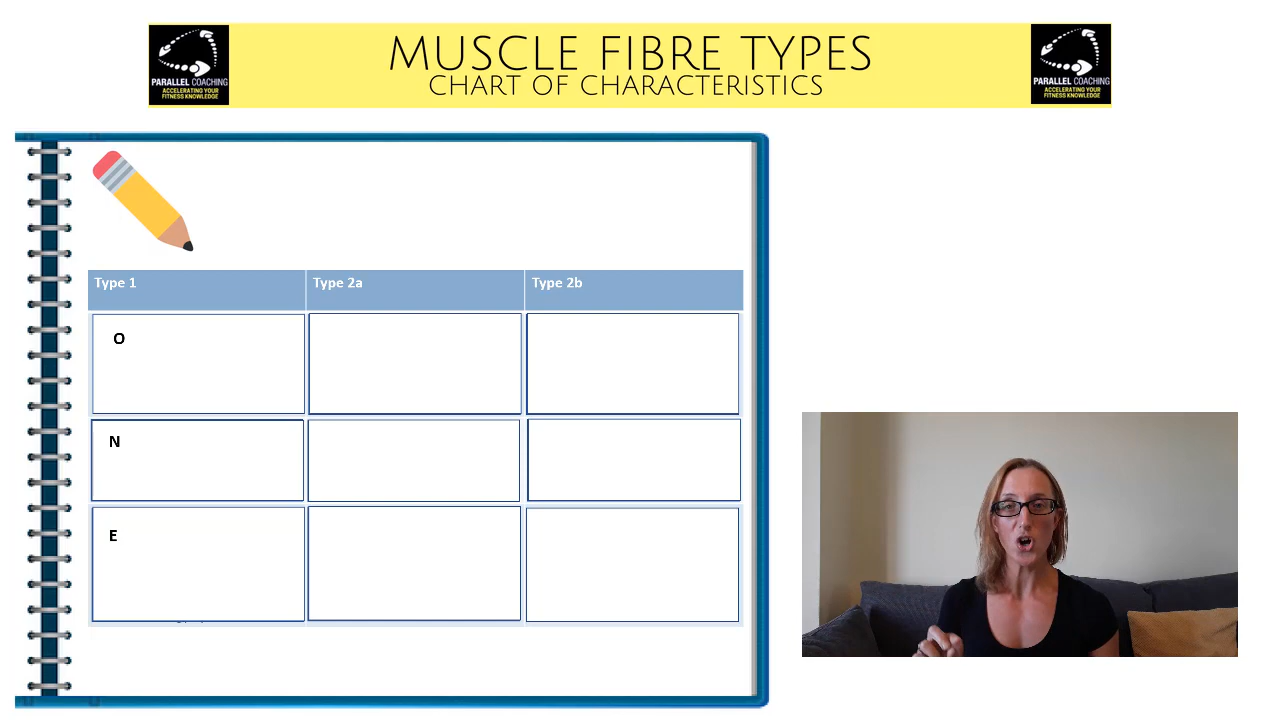 MUSCLE FIBRE TYPES
CHART OF CHARACTERISTICS
PARALLEL COACHING
ACCELERATING YOUR
FITNESS KNOWLEDGE
PARALLEL COACHING
ACCELERATING YOUR
FITNESS KNOWLEDGE
Type 1 Type 2a Type 2b
O
N
E